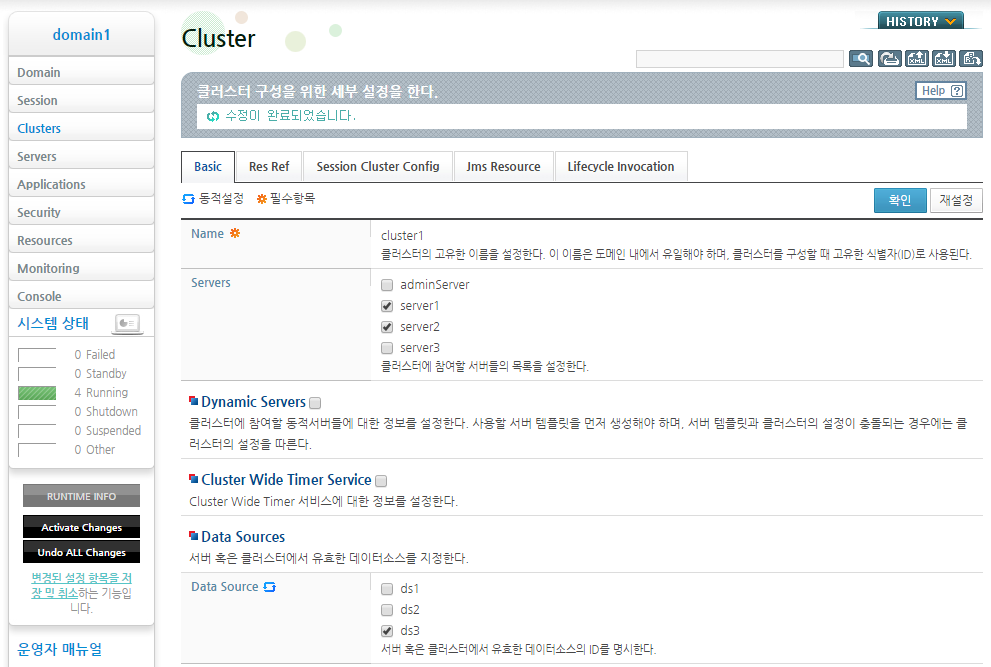 domain1
Domain
Session
Clusters
Servers
Applications
Security
Resources
Monitoring
Console
시스템 상태
0 Failed
0 Standby
4 Running
0 Shutdown
0 Suspended
0 Other
RUNTIME INFO
Activate Changes
Undo ALL Changes
변경된 설정 항목을 저
장 및 취소하는 기능입
니다.
운영자 매뉴얼
HISTORY
Cluster
XML
XML
클러스터 구성을 위한 세부 설정을 한다.
Help ?
수정이 완료되었습니다.
Basic
Res Ref
Session Cluster Config
Jms Resource
Lifecycle Invocation
동적설정
필수항목
확인
재설정
Name
cluster1
클러스터의 고유한 이름을 설정한다. 이 이름은 도메인 내에서 유일해야 하며, 클러스터를 구성할 때 고유한 식별자(ID)로 사용된다.
Servers
adminServer
server1
server2
server3
클러스터에 참여할 서버들의 목록을 설정한다.
Dynamic Servers
클러스터에 참여할 동적서버들에 대한 정보를 설정한다. 사용할 서버 템플릿을 먼저 생성해야 하며, 서버 템플릿과 클러스터의 설정이 충돌되는 경우에는 클
러스터의 설정을 따른다.
Cluster Wide Timer Service
Cluster Wide Timer 서비스에 대한 정보를 설정한다.
Data Sources
서버 혹은 클러스터에서 유효한 데이터소스를 지정한다.
Data Source
ds1
ds2
ds3
서버 혹은 클러스터에서 유효한 데이터소스의 ID를 명시한다.